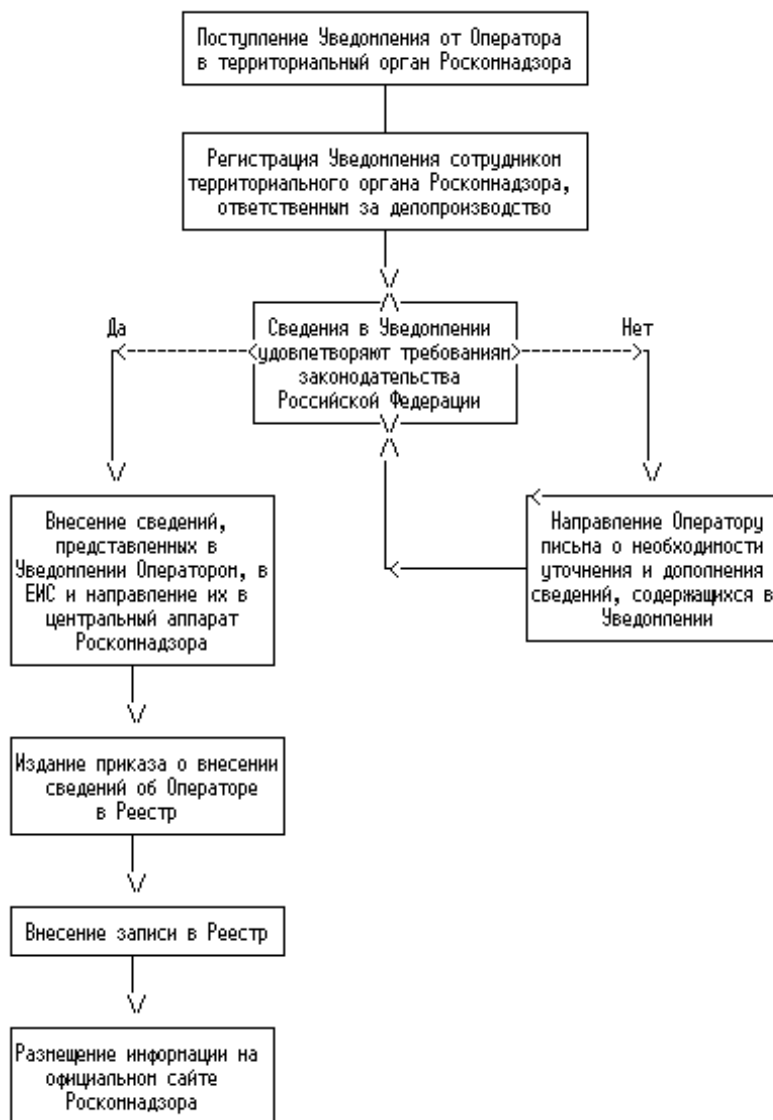 Поступление Уведомления от Оператора
в территориальный орган Роскомнадзора
Регистрация Уведомления сотрудником
территориального органа Роскомнадзора,
ответственным за делопроизводство
Да
Сведения в Уведомлении
Нет
удовлетворяют требованиям
законодательства
Российской Федерации
Внесение сведений,
представленных в
Уведомлении Оператором, в
ЕИС и направление их в
центральный аппарат
Роскомнадзора
Направление Оператору
письма о необходимости
уточнения и дополнения
сведений, содержащихся в
Уведомлении
Издание приказа о внесении
сведений об Операторе
в Реестр
Внесение записи в Реестр
Размещение информации на
официальном сайте
Роскомнадзора